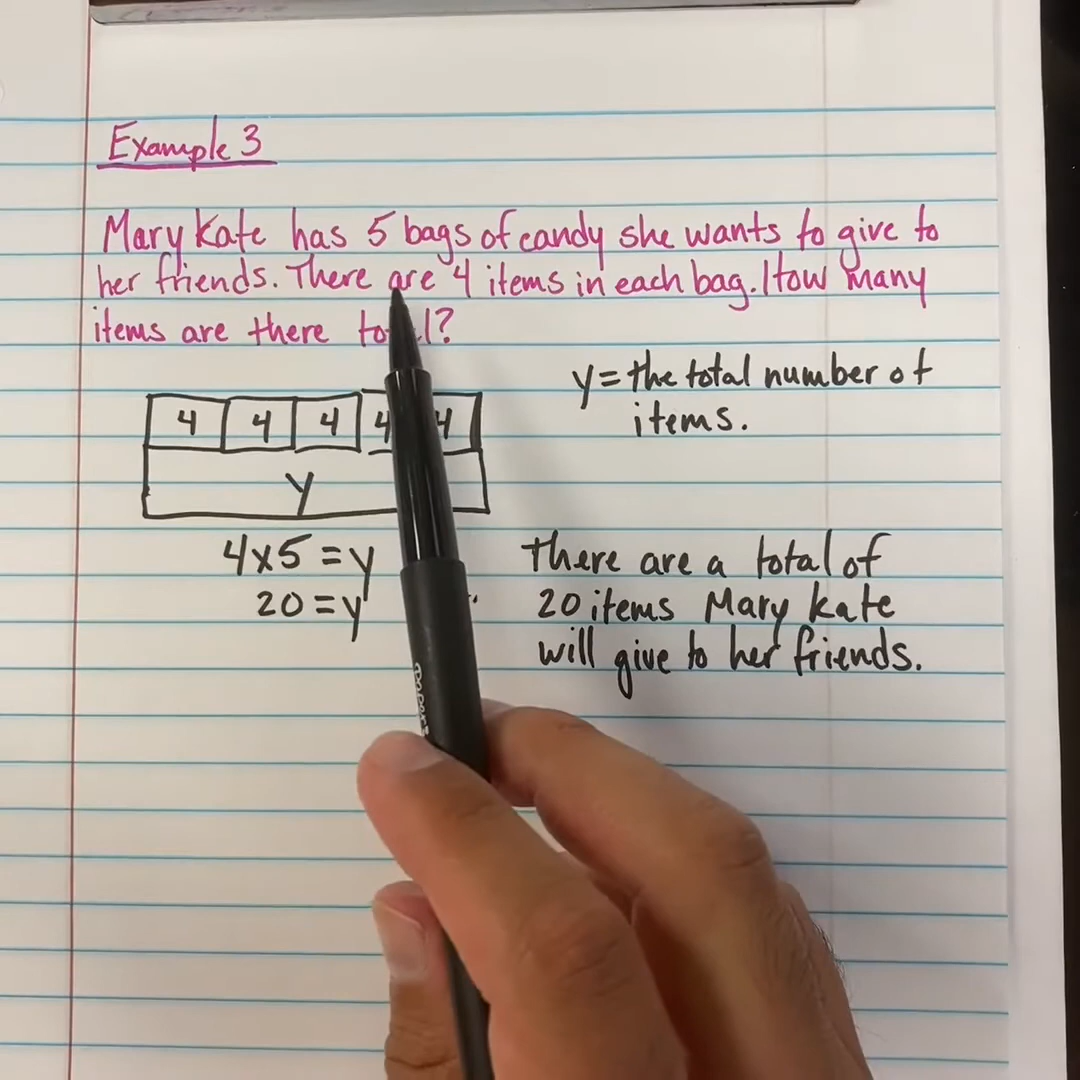 Example 3
Mary Kate has 5 bags of candy she wants to give to
her friends. There are 4 items in each bag. How many
items are there
y = the total number of
items.
4 4 4 4 4
y
4x5 = y
20 = y
There are a total of
20 items Mary Kate
will give to her friends.